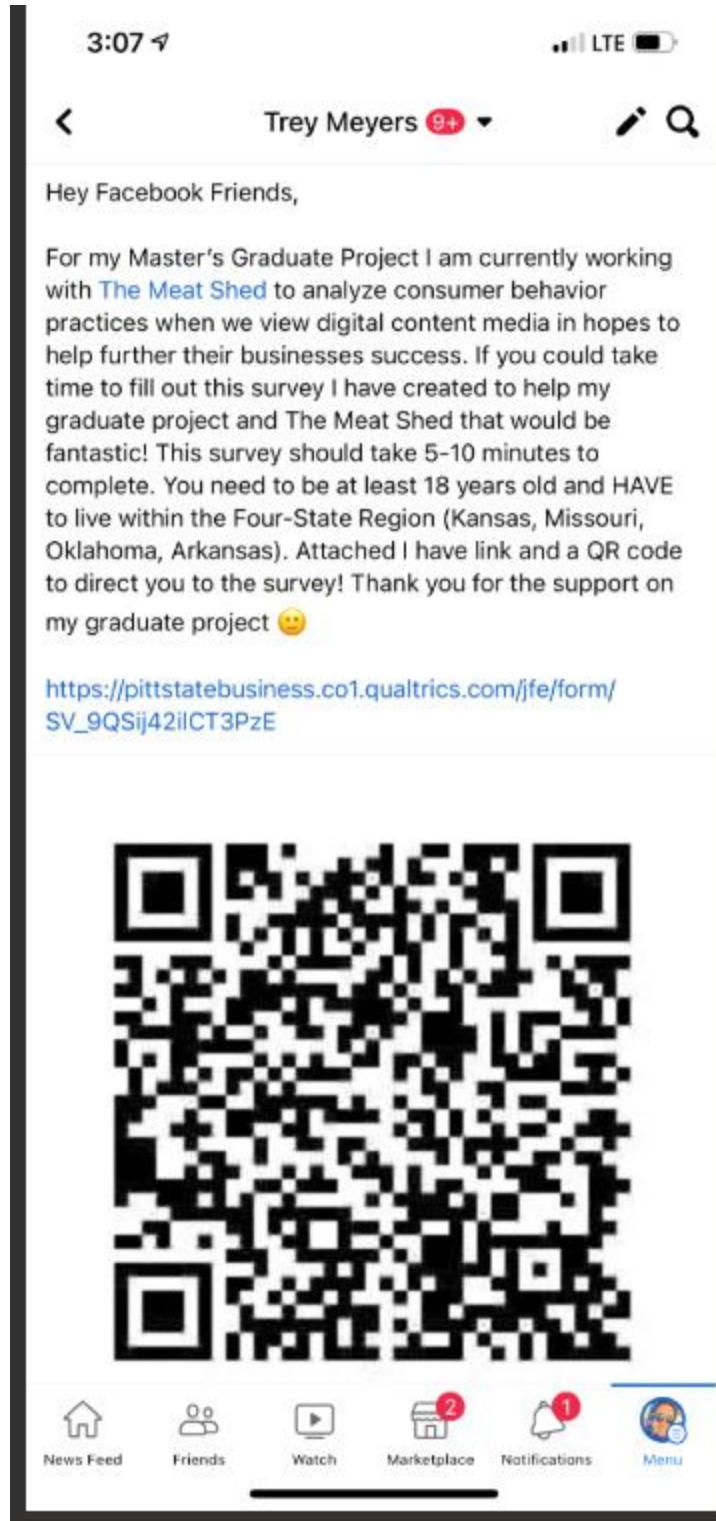 3:07 LTE
Trey Meyers 9+
Hey Facebook Friends,
For my Master's Graduate Project I am currently working
with The Meat Shed to analyze consumer behavior
practices when we view digital content media in hopes to
help further their businesses success. If you could take
time to fill out this survey I have created to help my
graduate project and The Meat Shed that would be
fantastic! This survey should take 5-10 minutes to
complete. You need to be at least 18 years old and HAVE
to live within the Four-State Region (Kansas, Missouri,
Oklahoma, Arkansas). Attached I have link and a QR code
to direct you to the survey! Thank you for the support on
my graduate project 🙂
https://pittstatebusiness.co1.qualtrics.com/jfe/form/
SV_9QSij42ilCT3PzE
2 1
News Feed Friends Watch Marketplace Notifications Menu